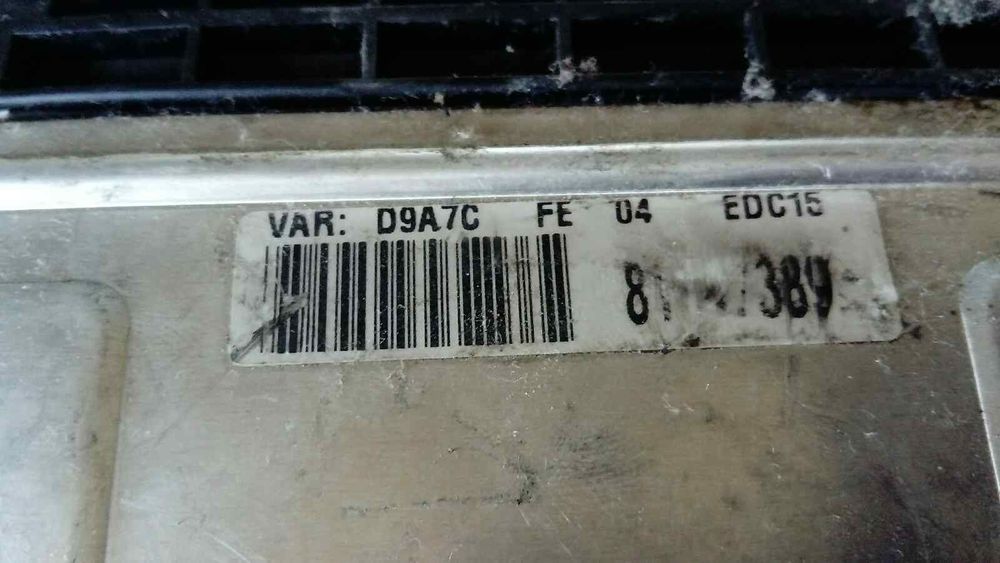 VAR: D9A7C FE 04 EDC15